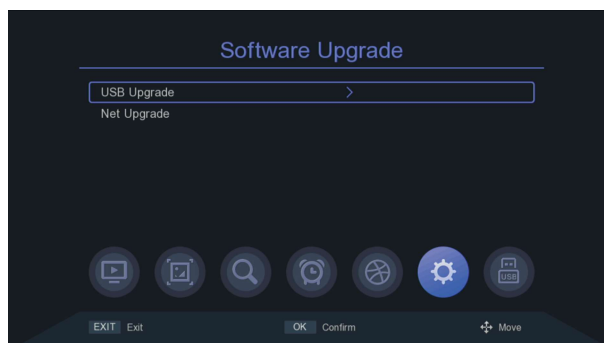 Software Upgrade
USB Upgrade
Net Upgrade
USB
EXIT Exit OK Confirm Move